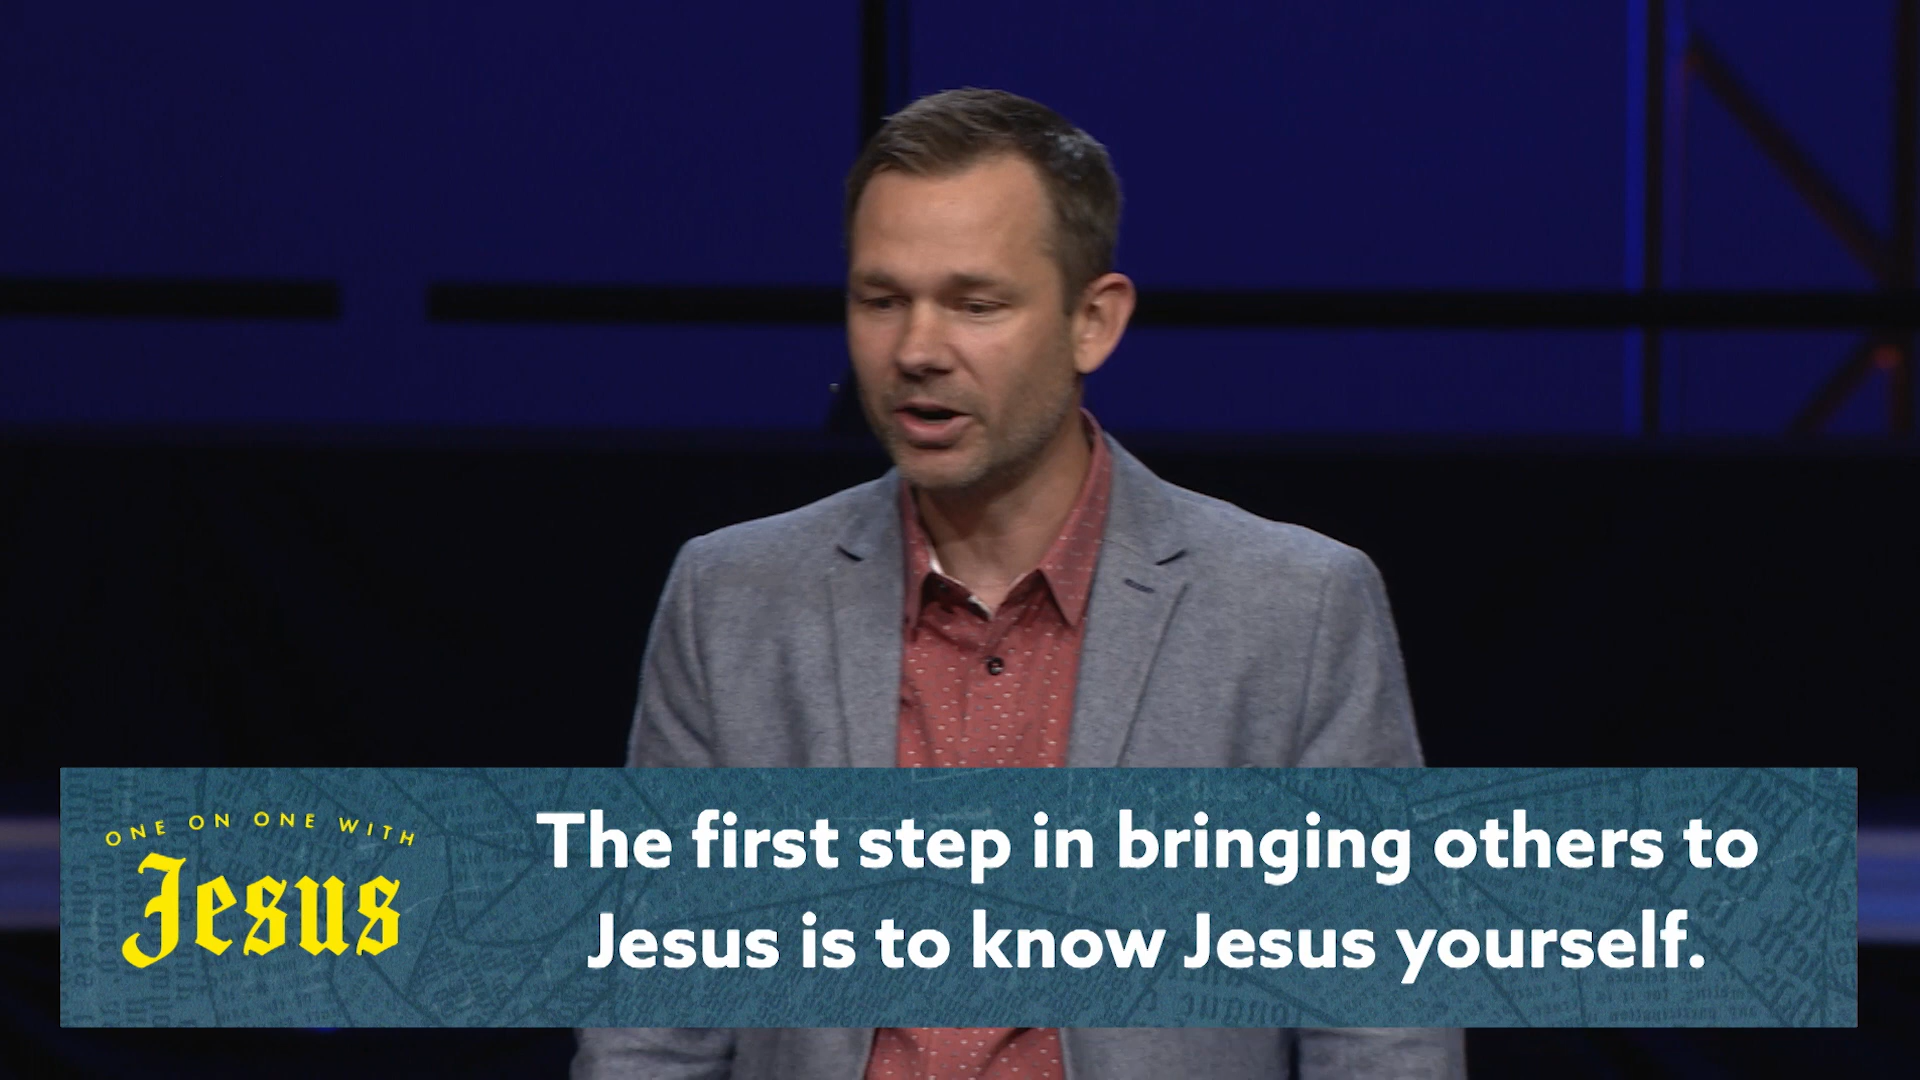 ONE ON ONE WITH
Jesus
The first step in bringing others to
Jesus is to know Jesus yourself.